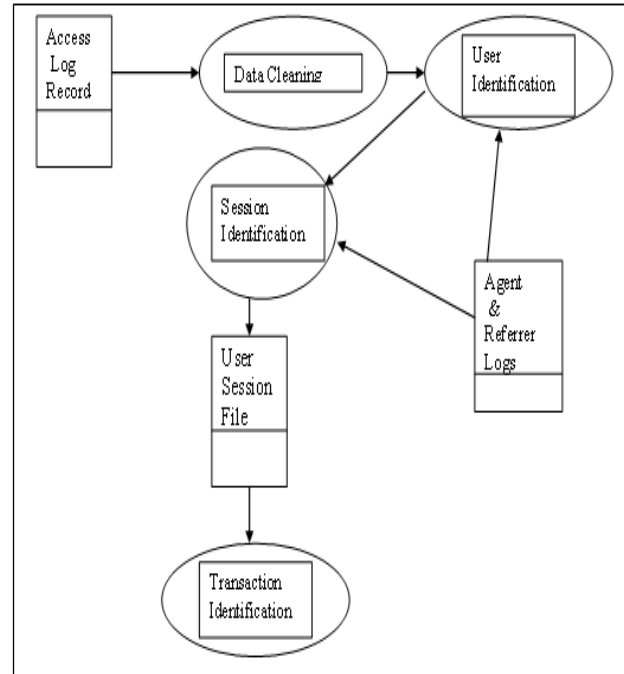 Access
Log
Record
Data Cleaning
User
Identification
Session
Identification
Agent
&
Referrer
Logs
User
Session
File
Transaction
Identification